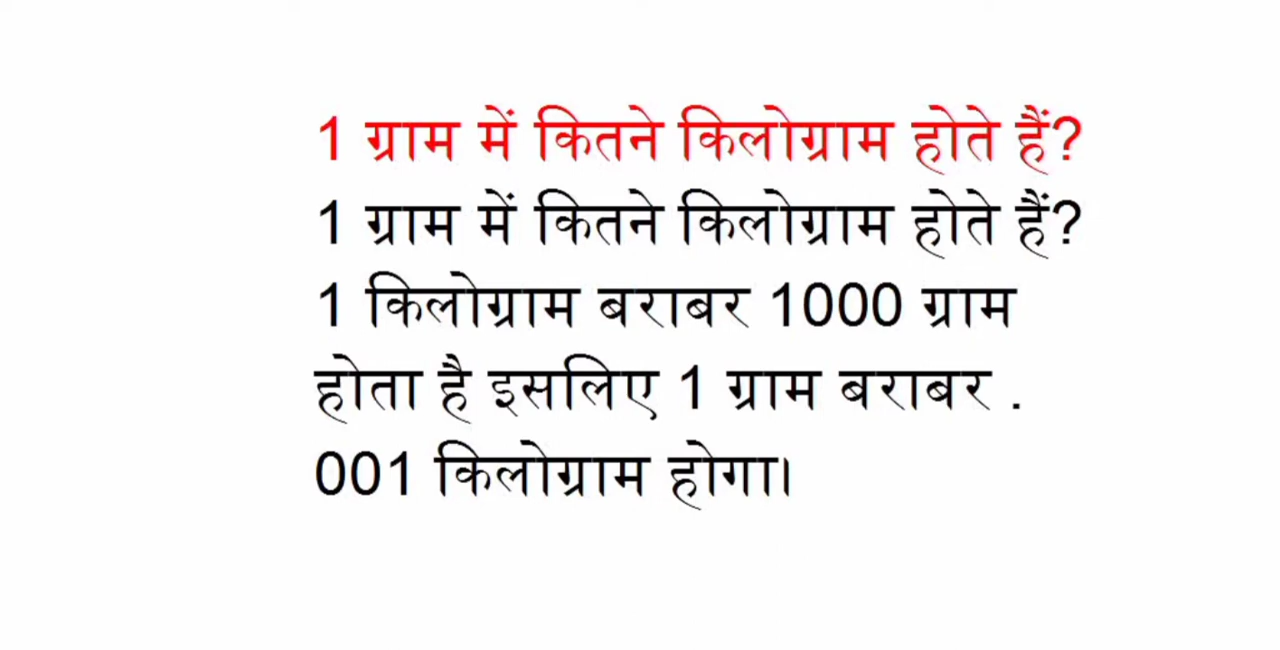 1 ग्राम में कितने किलोग्राम होते हैं?
1 ग्राम में कितने किलोग्राम होते हैं?
1 किलोग्राम बराबर 1000 ग्राम
होता है इसलिए 1 ग्राम बराबर .
001 किलोग्राम होगा।